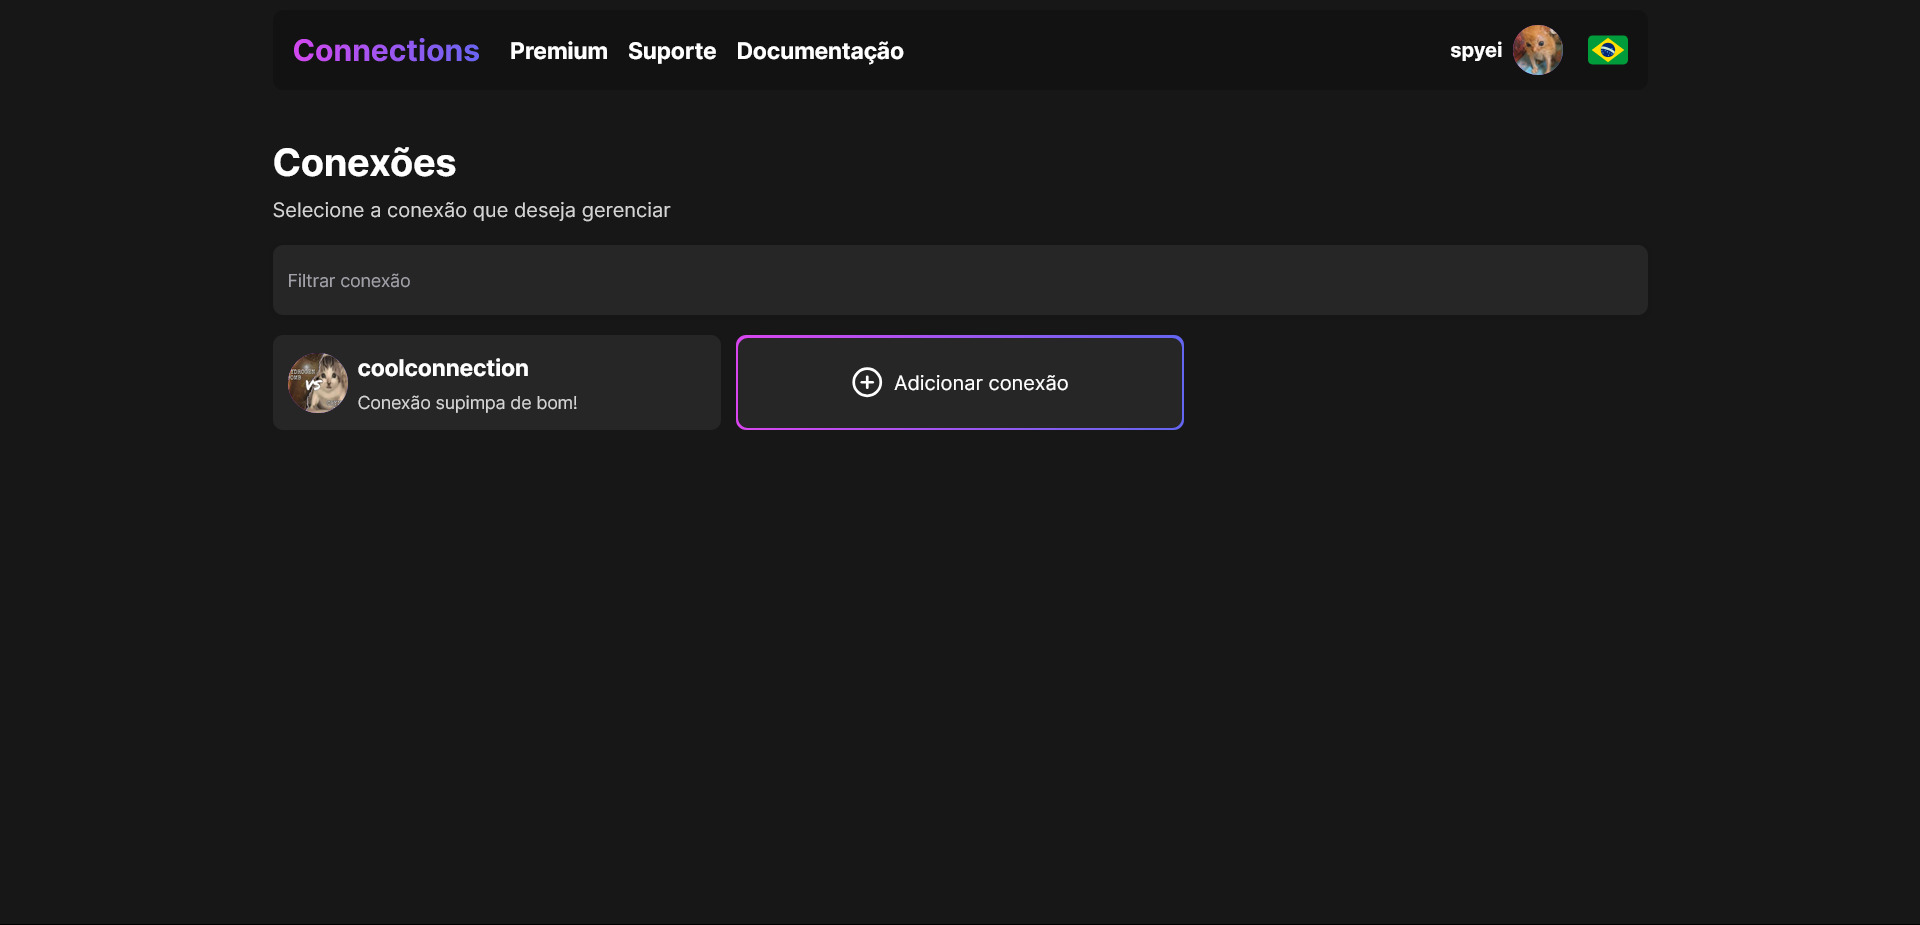 Connections Premium Suporte Documentação spyei
Conexões
Selecione a conexão que deseja gerenciar
Filtrar conexão
VS
coolconnection
Conexão supimpa de bom!
Adicionar conexão